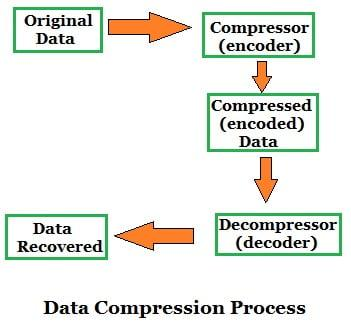 Original
Data
Compressor
(encoder)
Compressed
(encoded)
Data
Decompressor
(decoder)
Data
Recovered
Data Compression Process